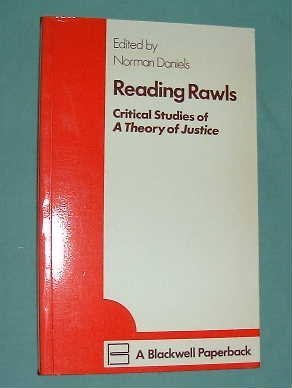 Edited by
Norman Daniels
Reading Rawls
Critical Studies of
A Theory of Justice
A Blackwell Paperback